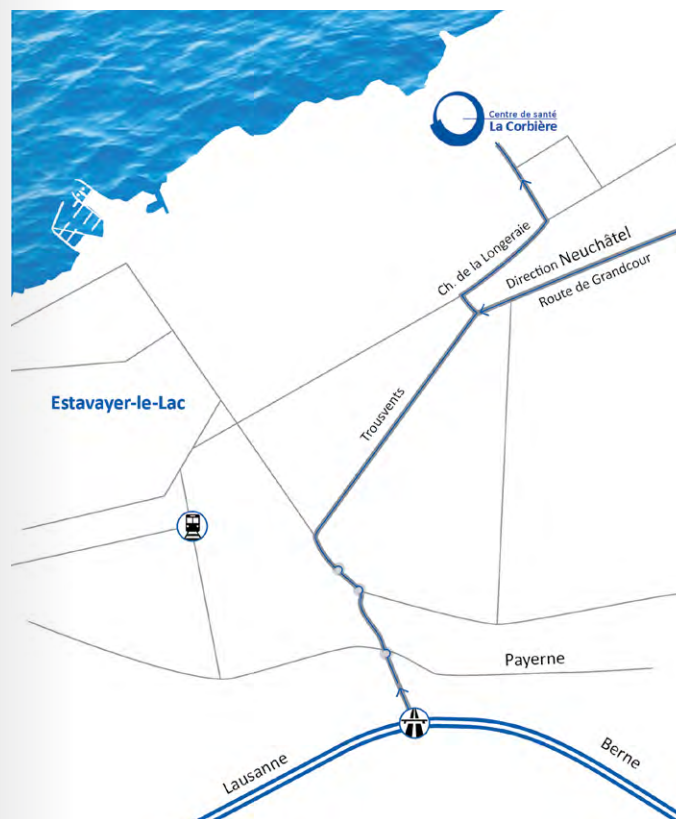 Centre de santé
La Corbière
Ch. de la Longeraie
Direction Neuchâtel
Route de Grandcour
Trousvents
Estavayer-le-Lac
Payerne
Lausanne
Berne